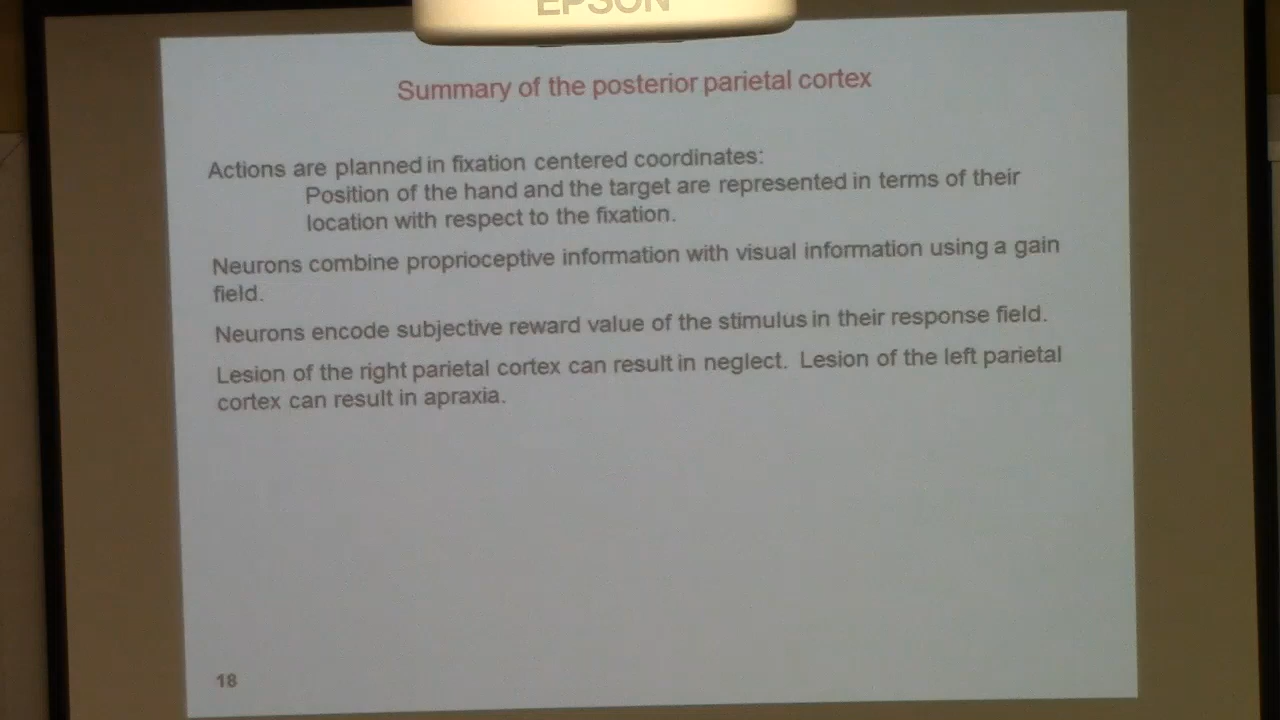 EPSON
Summary of the posterior parietal cortex
Actions are planned in fixation centered coordinates:
Position of the hand and the target are represented in terms of their
location with respect to the fixation.
Neurons combine proprioceptive information with visual information using a gain
field.
Neurons encode subjective reward value of the stimulus in their response field.
Lesion of the right parietal cortex can result in neglect. Lesion of the left parietal
cortex can result in apraxia.
18